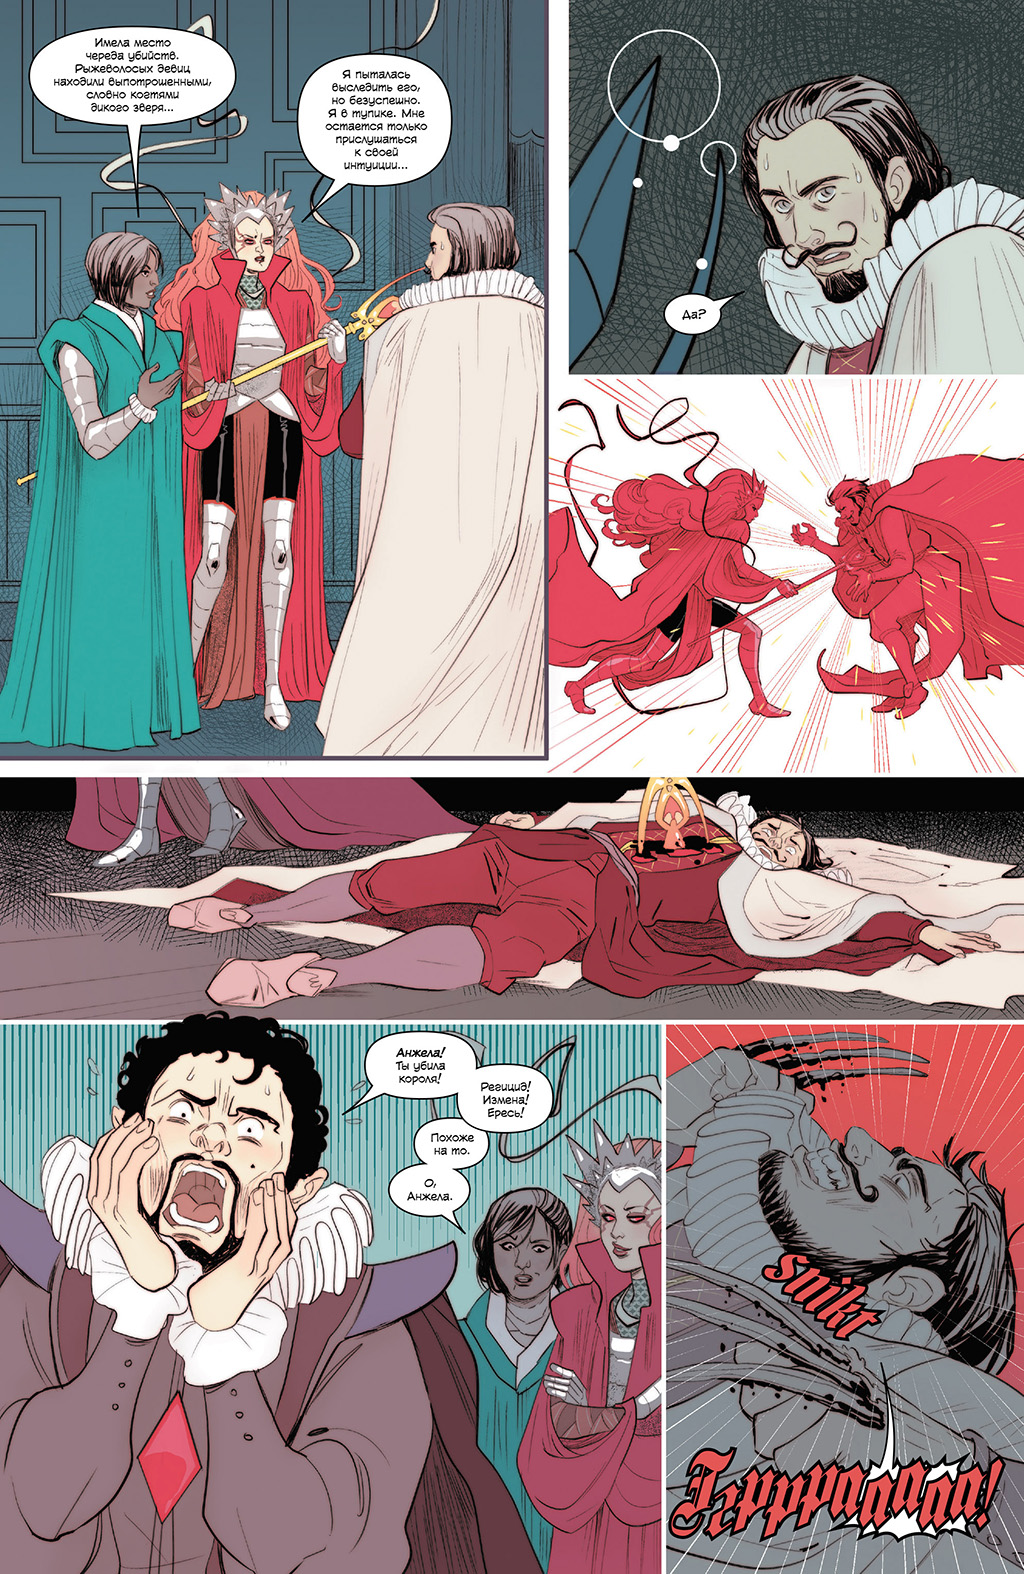 Имела место
череда убийств.
Рыжеволосых девиц
находили выпотрошенными,
словно когтями
дикого зверя...
Я пыталась
выследить его,
но безуспешно.
Я в тупике. Мне
остается только
прислушаться
к своей
интуиции...
Да?
Анжела!
Ты убила
короля!
Регицид!
Измена!
Ересь!
Похоже
на то.
О,
Анжела.
snikt
Ггррраааааа!